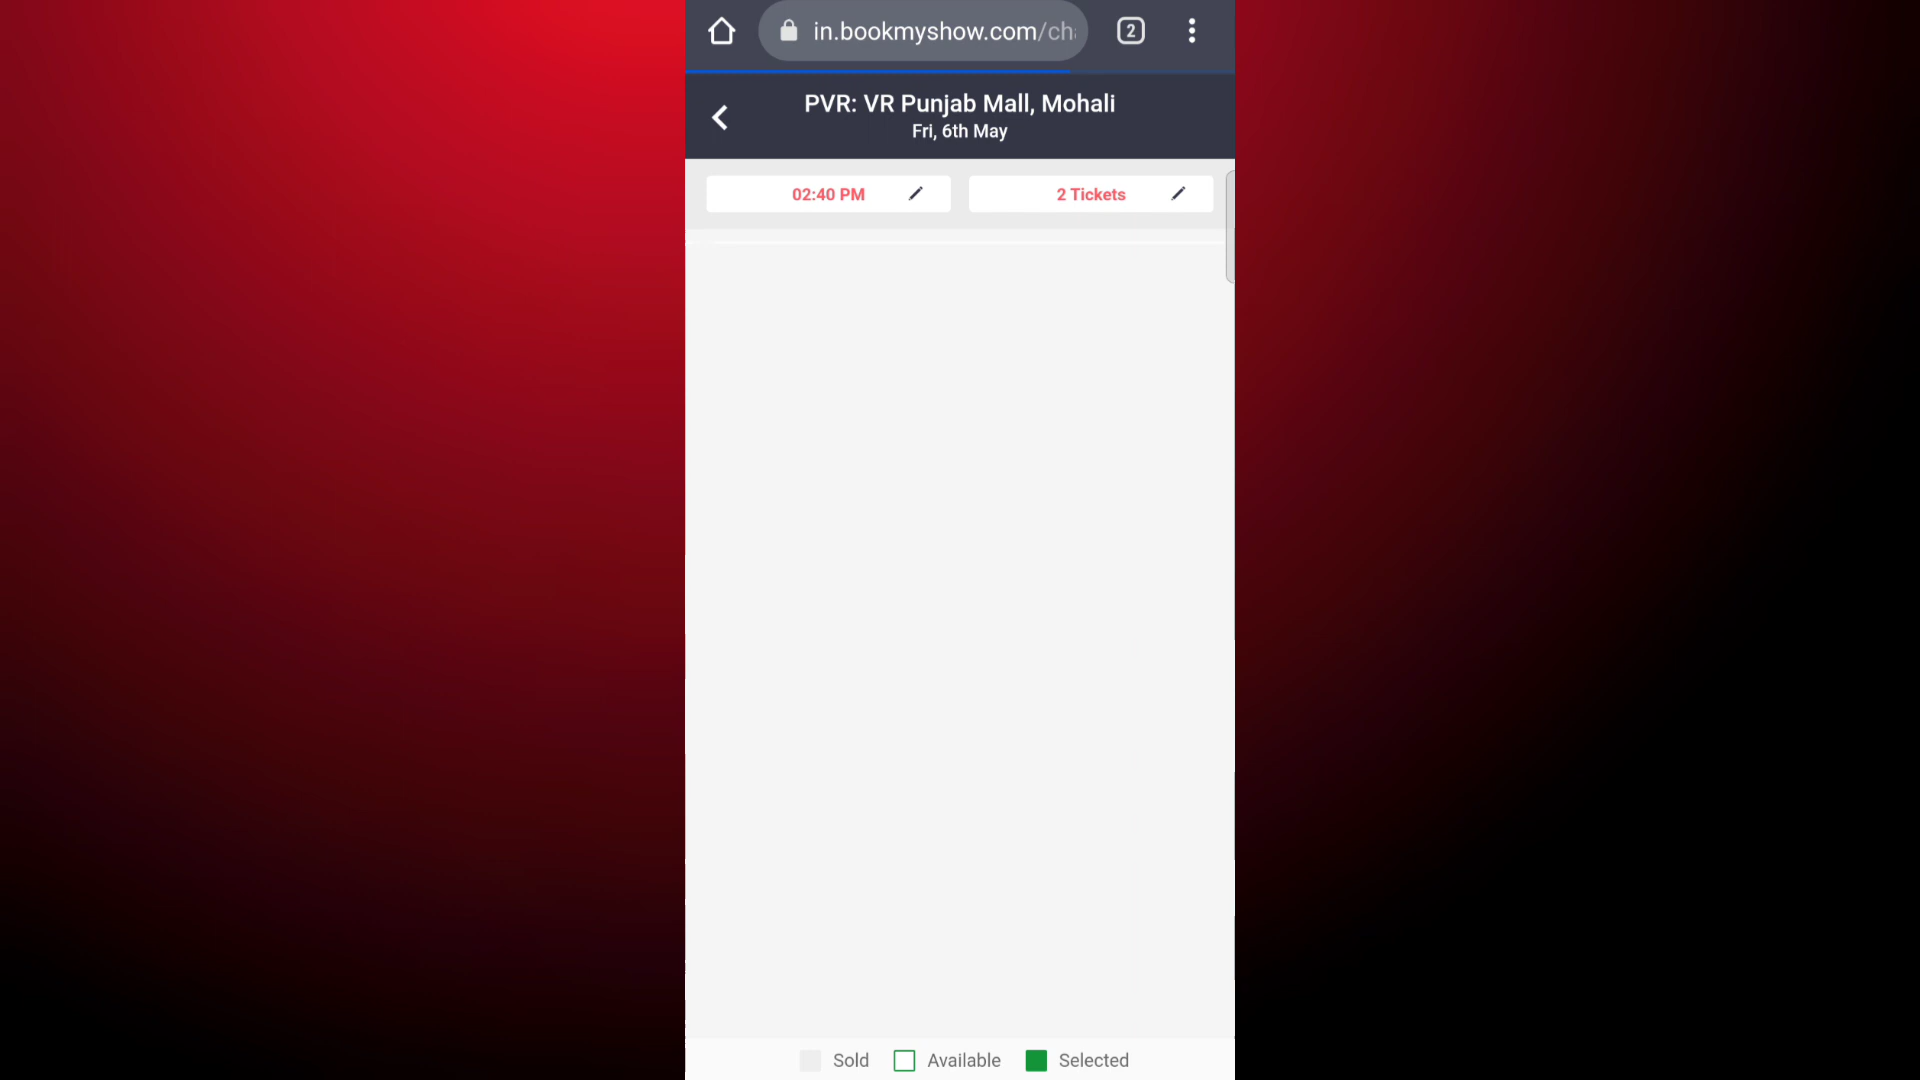 in.bookmyshow.com/ch
2
PVR: VR Punjab Mall, Mohali
Fri, 6th May
02:40 PM
2 Tickets
Sold
Available
Selected